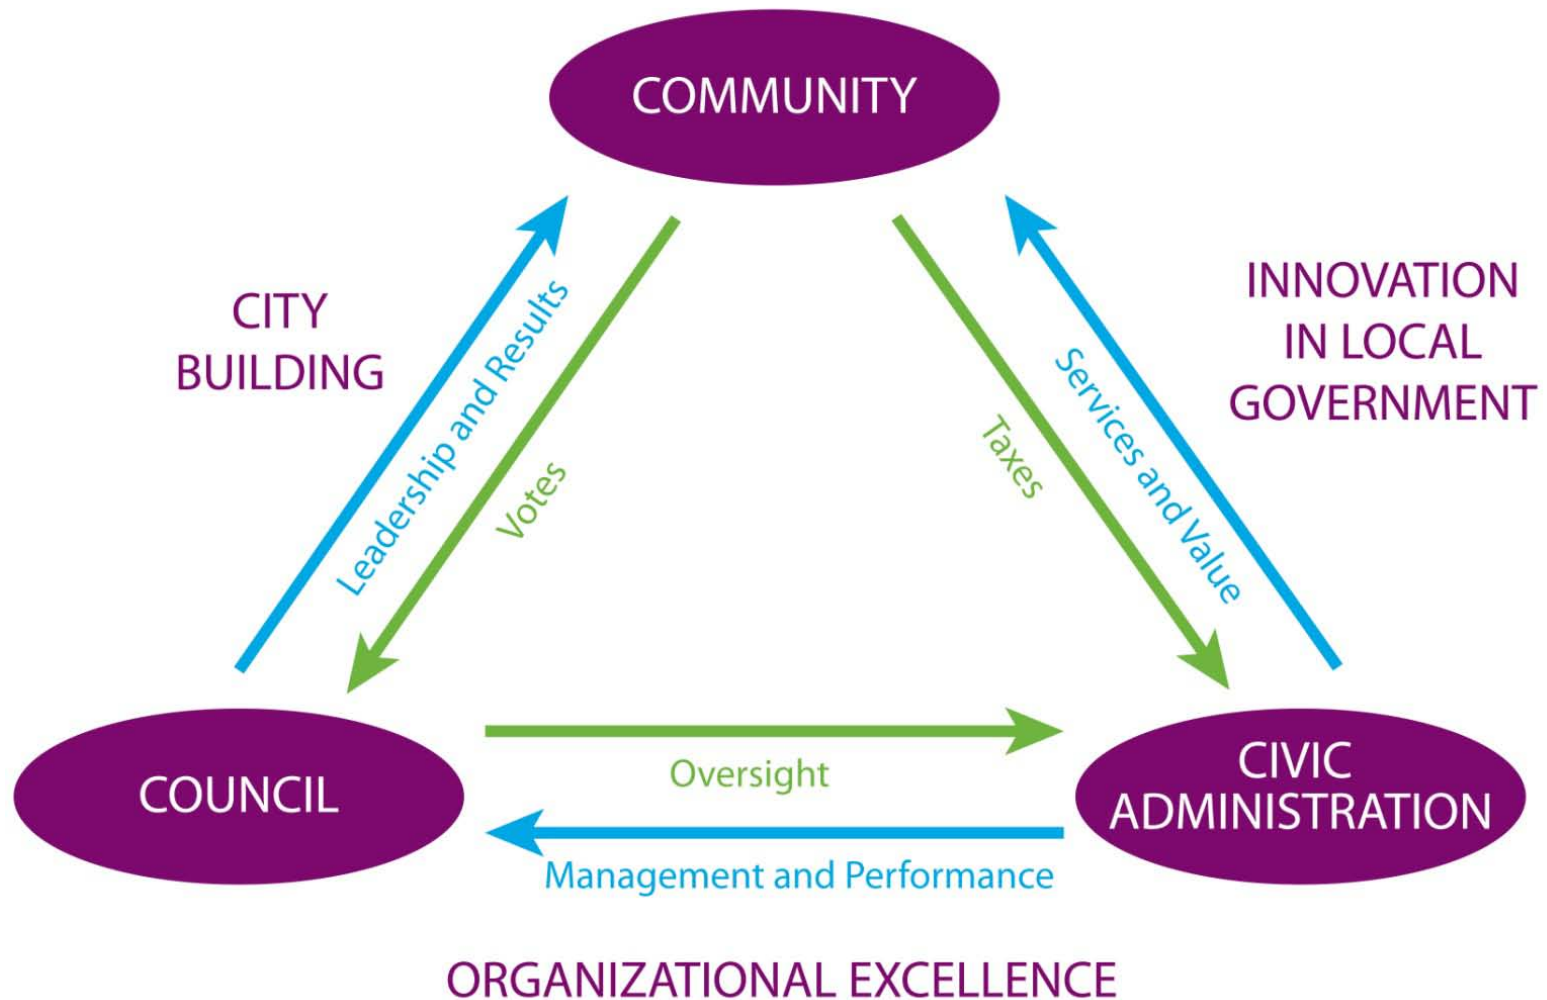 COMMUNITY
CITY
BUILDING
Leadership and Results
Votes
Taxes
Services and Value
INNOVATION
IN LOCAL
GOVERNMENT
COUNCIL
Oversight
Management and Performance
CIVIC
ADMINISTRATION
ORGANIZATIONAL EXCELLENCE